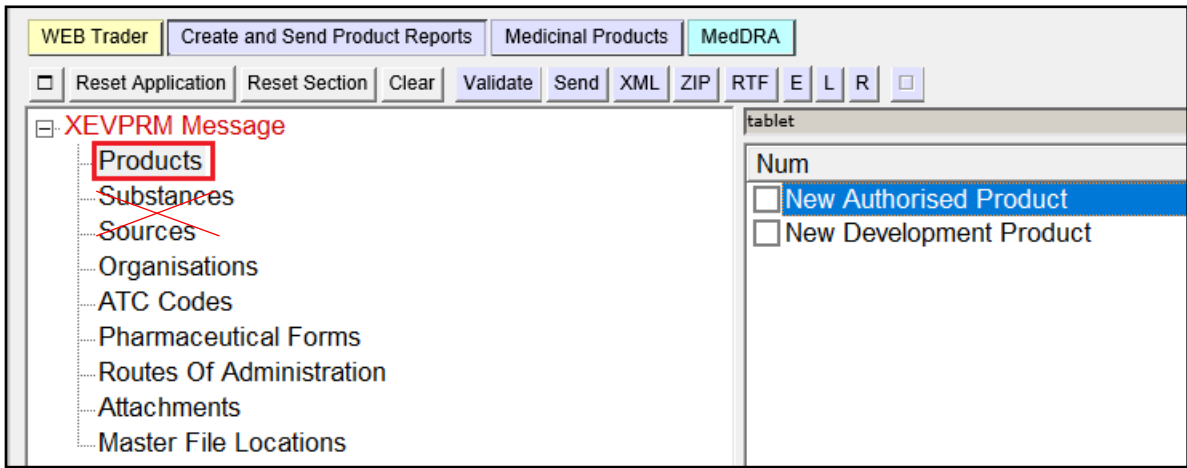 WEB Trader Create and Send Product Reports Medicinal Products MedDRA
Reset Application Reset Section Clear Validate Send XML ZIP RTF E L R
XEVPRM Message
Products
Substances
Sources
Organisations
ATC Codes
Pharmaceutical Forms
Routes Of Administration
Attachments
Master File Locations
tablet
Num
New Authorised Product
New Development Product